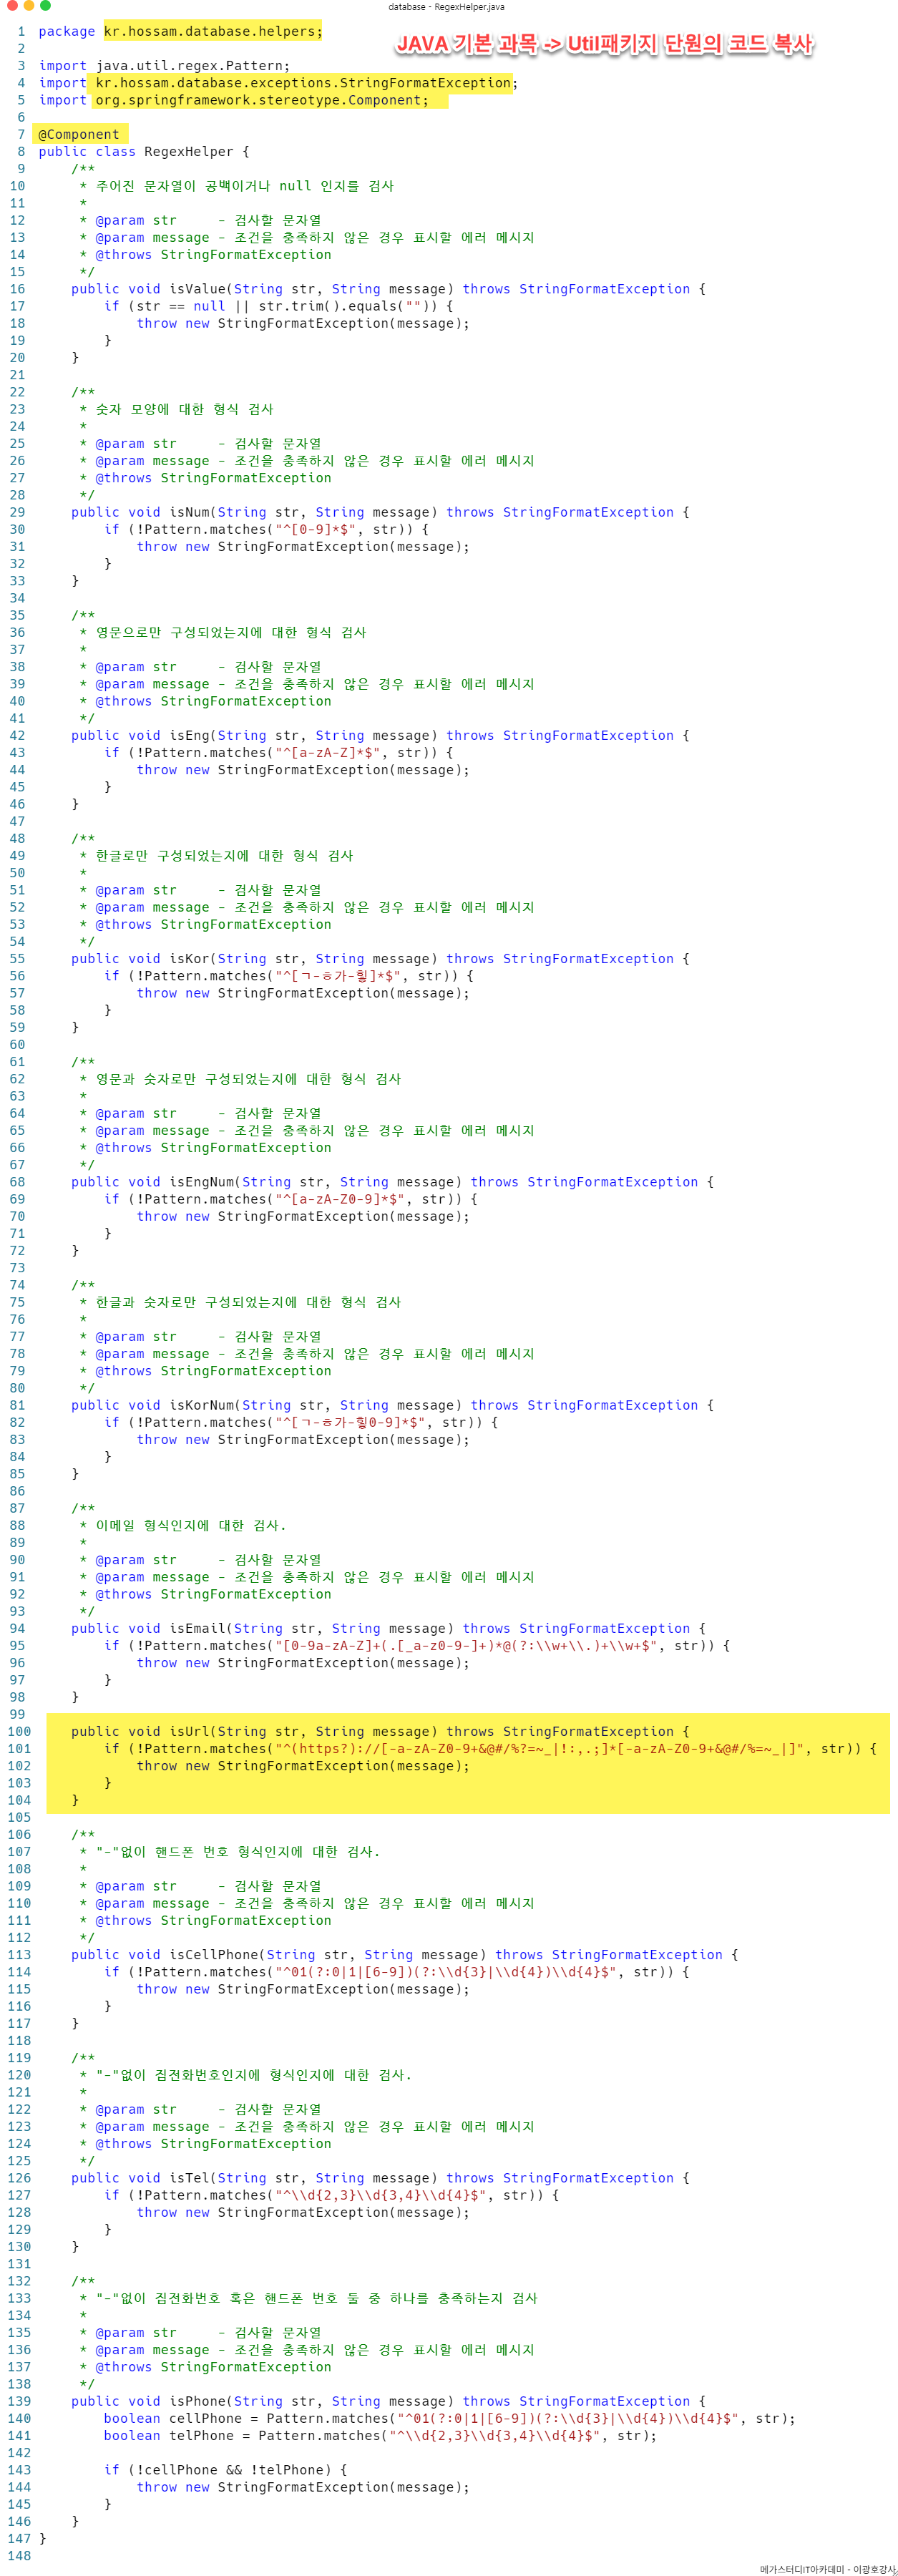 database - RegexHelper.java
JAVA 기본 과목 -> Util패키지 단원의 코드 복사
1 package kr.hossam.database.helpers;
2
3 import java.util.regex.Pattern;
4 import kr.hossam.database.exceptions.StringFormatException;
5 import org.springframework.stereotype.Component;
6
7 @Component
8 public class RegexHelper {
9     /**
10      * 주어진 문자열이 공백이거나 null 인지를 검사
11      *
12      * @param str     - 검사할 문자열
13      * @param message - 조건을 충족하지 않은 경우 표시할 에러 메시지
14      * @throws StringFormatException
15      */
16     public void isValue(String str, String message) throws StringFormatException {
17         if (str == null || str.trim().equals("")) {
18             throw new StringFormatException(message);
19         }
20     }
21
22     /**
23      * 숫자 모양에 대한 형식 검사
24      *
25      * @param str     - 검사할 문자열
26      * @param message - 조건을 충족하지 않은 경우 표시할 에러 메시지
27      * @throws StringFormatException
28      */
29     public void isNum(String str, String message) throws StringFormatException {
30         if (!Pattern.matches("^[0-9]*$", str)) {
31             throw new StringFormatException(message);
32         }
33     }
34
35     /**
36      * 영문으로만 구성되었는지에 대한 형식 검사
37      *
38      * @param str     - 검사할 문자열
39      * @param message - 조건을 충족하지 않은 경우 표시할 에러 메시지
40      * @throws StringFormatException
41      */
42     public void isEng(String str, String message) throws StringFormatException {
43         if (!Pattern.matches("^[a-zA-Z]*$", str)) {
44             throw new StringFormatException(message);
45         }
46     }
47
48     /**
49      * 한글로만 구성되었는지에 대한 형식 검사
50      *
51      * @param str     - 검사할 문자열
52      * @param message - 조건을 충족하지 않은 경우 표시할 에러 메시지
53      * @throws StringFormatException
54      */
55     public void isKor(String str, String message) throws StringFormatException {
56         if (!Pattern.matches("^[ㄱ-ㅎ가-힣]*$", str)) {
57             throw new StringFormatException(message);
58         }
59     }
60
61     /**
62      * 영문과 숫자로만 구성되었는지에 대한 형식 검사
63      *
64      * @param str     - 검사할 문자열
65      * @param message - 조건을 충족하지 않은 경우 표시할 에러 메시지
66      * @throws StringFormatException
67      */
68     public void isEngNum(String str, String message) throws StringFormatException {
69         if (!Pattern.matches("^[a-zA-Z0-9]*$", str)) {
70             throw new StringFormatException(message);
71         }
72     }
73
74     /**
75      * 한글과 숫자로만 구성되었는지에 대한 형식 검사
76      *
77      * @param str     - 검사할 문자열
78      * @param message - 조건을 충족하지 않은 경우 표시할 에러 메시지
79      * @throws StringFormatException
80      */
81     public void isKorNum(String str, String message) throws StringFormatException {
82         if (!Pattern.matches("^[ㄱ-ㅎ가-힣0-9]*$", str)) {
83             throw new StringFormatException(message);
84         }
85     }
86
87     /**
88      * 이메일 형식인지에 대한 검사.
89      *
90      * @param str     - 검사할 문자열
91      * @param message - 조건을 충족하지 않은 경우 표시할 에러 메시지
92      * @throws StringFormatException
93      */
94     public void isEmail(String str, String message) throws StringFormatException {
95         if (!Pattern.matches("[0-9a-zA-Z]+(.[_a-z0-9-]+)*@(?:\\w+\\.)+\\w+$", str)) {
96             throw new StringFormatException(message);
97         }
98     }
99
100     public void isUrl(String str, String message) throws StringFormatException {
101         if (!Pattern.matches("^(https?)://[-a-zA-Z0-9+&@#/%?=~_|!:,.;]*[-a-zA-Z0-9+&@#/%=~_|]", str)) {
102             throw new StringFormatException(message);
103         }
104     }
105
106     /**
107      * "-"없이 핸드폰 번호 형식인지에 대한 검사.
108      *
109      * @param str     - 검사할 문자열
110      * @param message - 조건을 충족하지 않은 경우 표시할 에러 메시지
111      * @throws StringFormatException
112      */
113     public void isCellPhone(String str, String message) throws StringFormatException {
114         if (!Pattern.matches("^01(?:0|1|[6-9])(?:\\d{3}|\\d{4})\\d{4}$", str)) {
115             throw new StringFormatException(message);
116         }
117     }
118
119     /**
120      * "-"없이 집전화번호인지에 형식인지에 대한 검사.
121      *
122      * @param str     - 검사할 문자열
123      * @param message - 조건을 충족하지 않은 경우 표시할 에러 메시지
124      * @throws StringFormatException
125      */
126     public void isTel(String str, String message) throws StringFormatException {
127         if (!Pattern.matches("^\\d{2,3}\\d{3,4}\\d{4}$", str)) {
128             throw new StringFormatException(message);
129         }
130     }
131
132     /**
133      * "-"없이 집전화번호 혹은 핸드폰 번호 둘 중 하나를 충족하는지 검사
134      *
135      * @param str     - 검사할 문자열
136      * @param message - 조건을 충족하지 않은 경우 표시할 에러 메시지
137      * @throws StringFormatException
138      */
139     public void isPhone(String str, String message) throws StringFormatException {
140         boolean cellPhone = Pattern.matches("^01(?:0|1|[6-9])(?:\\d{3}|\\d{4})\\d{4}$", str);
141         boolean telPhone = Pattern.matches("^\\d{2,3}\\d{3,4}\\d{4}$", str);
142
143         if (!cellPhone && !telPhone) {
144             throw new StringFormatException(message);
145         }
146     }
147 }
148
메가스터디IT아카데미 - 이광호강사